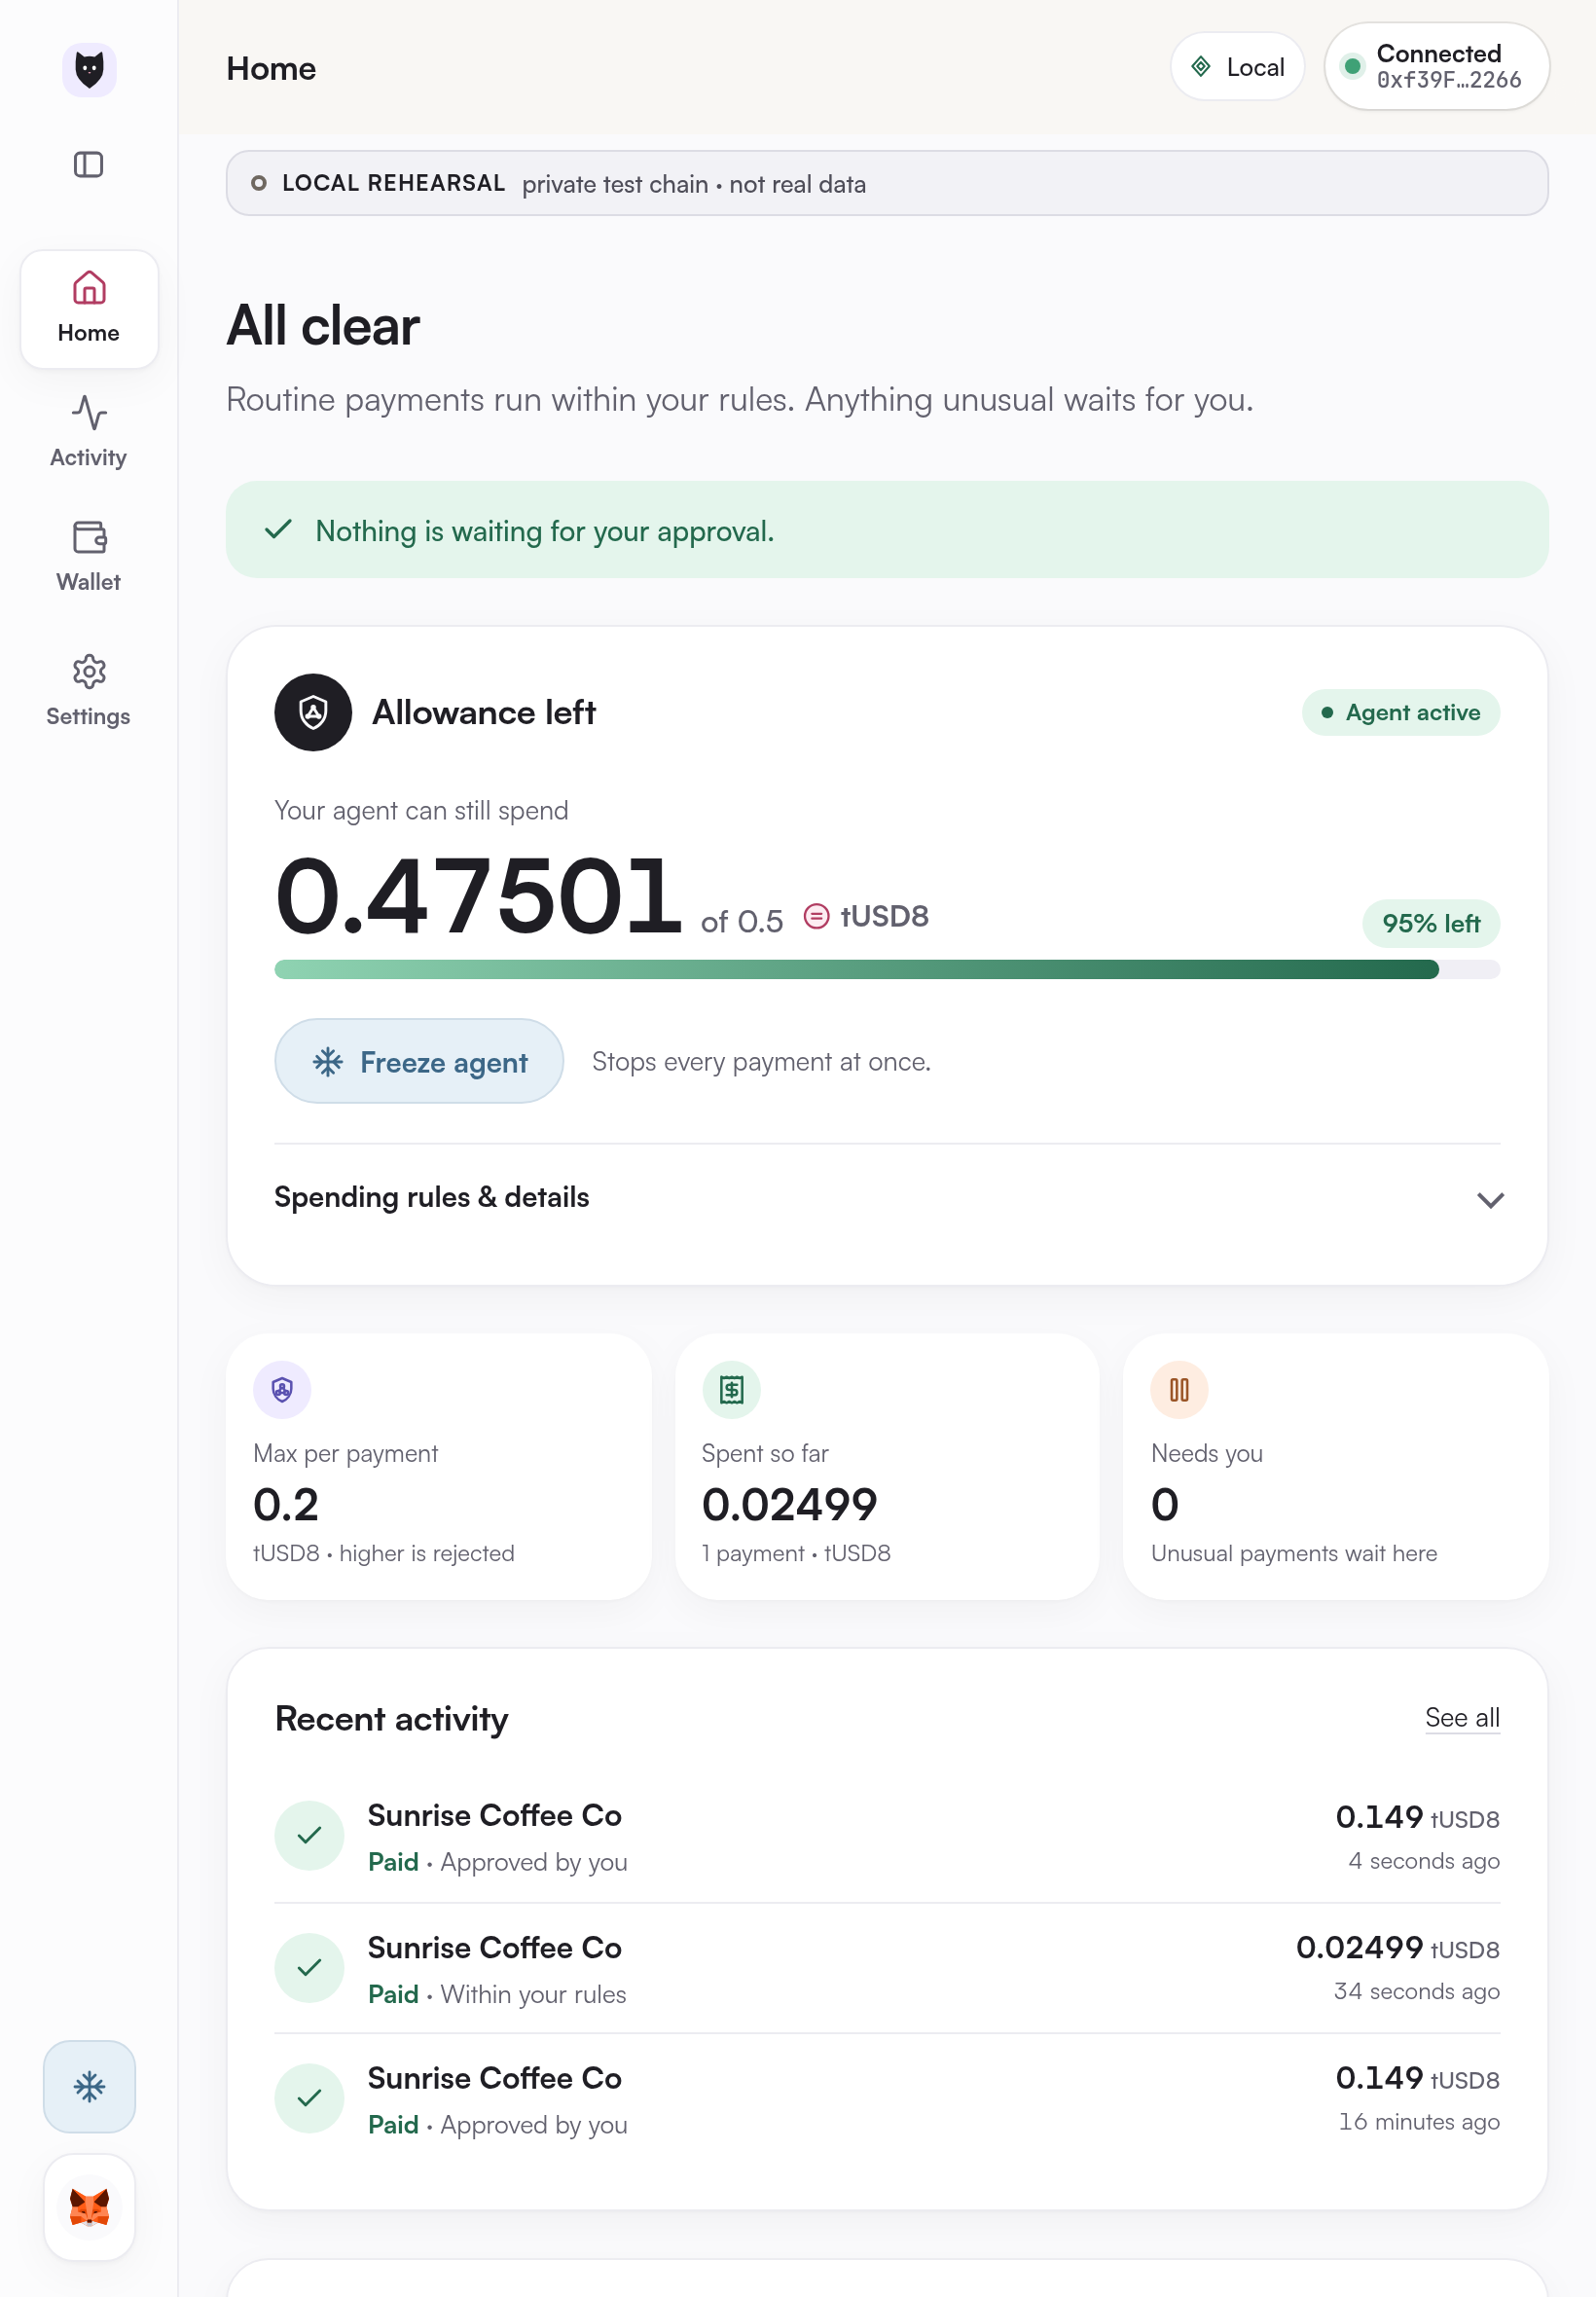 Home
Local
Connected
0xf39F…2266
LOCAL REHEARSAL private test chain · not real data
Home
Activity
Wallet
Settings
All clear
Routine payments run within your rules. Anything unusual waits for you.
Nothing is waiting for your approval.
Allowance left
Agent active
Your agent can still spend
0.47501 of 0.5 tUSD8
95% left
Freeze agent
Stops every payment at once.
Spending rules & details
Max per payment
0.2
tUSD8 · higher is rejected
Spent so far
0.02499
1 payment · tUSD8
Needs you
0
Unusual payments wait here
Recent activity
See all
Sunrise Coffee Co
Paid · Approved by you
0.149 tUSD8
4 seconds ago
Sunrise Coffee Co
Paid · Within your rules
0.02499 tUSD8
34 seconds ago
Sunrise Coffee Co
Paid · Approved by you
0.149 tUSD8
16 minutes ago